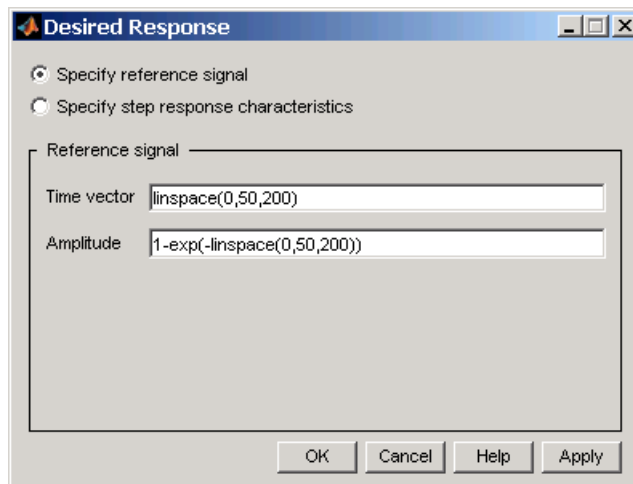 Desired Response
Specify reference signal
Specify step response characteristics
Reference signal
Time vector linspace(0,50,200)
Amplitude 1-exp(-linspace(0,50,200))
OK Cancel Help Apply